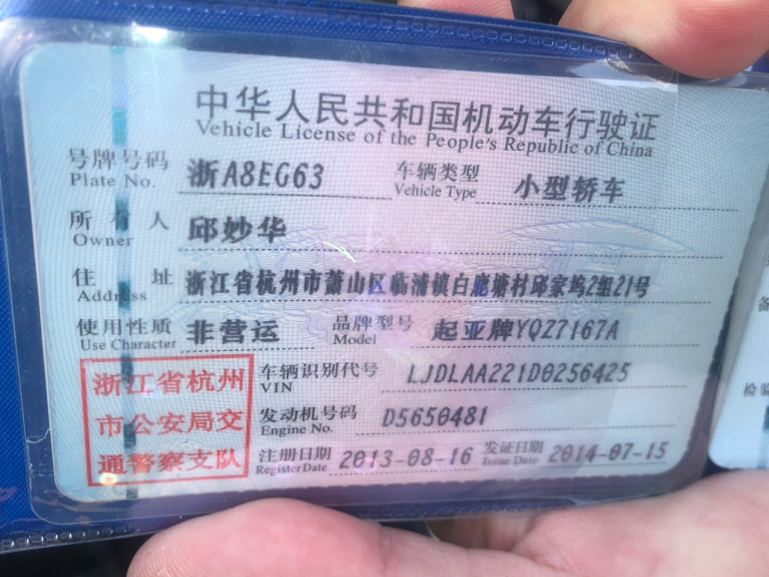 中华人民共和国机动车行驶证
Vehicle License of the People's Republic of China
号牌号码 浙A8EG63 车辆类型 小型轿车
Plate No. Vehicle Type
所有人 邱妙华
Owner
住址 浙江省杭州市萧山区临浦镇白鹿塘村邱家坞2组21号
Address
使用性质 非营运 品牌型号 起亚牌YQZ7167A
Use Character Model
浙江省杭州
市公安局交
通警察支队
车辆识别代号 LJDLAA221D0256425
VIN
发动机号码 D5650481
Engine No.
注册日期 2013-08-16 发证日期 2014-07-15
Register Date Issue Date
备
检验